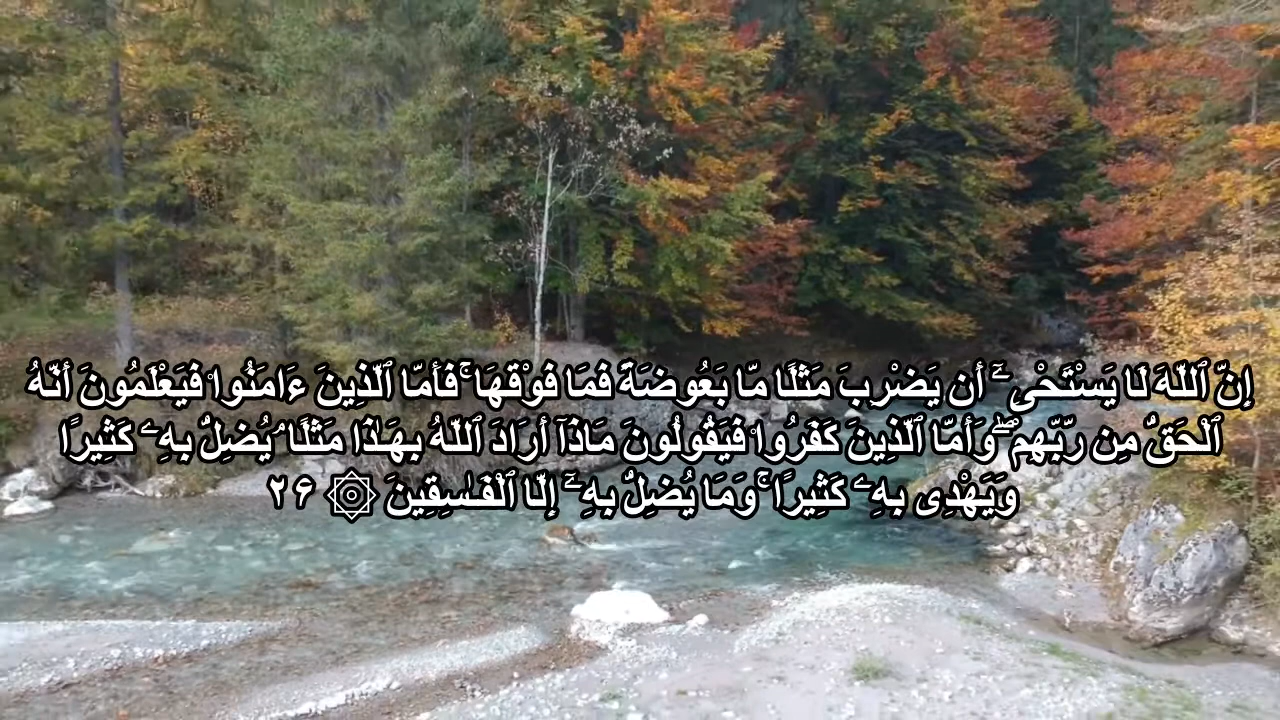 إِنَّ ٱللَّهَ لَا يَسْتَحْىِۦٓ أَن يَضْرِبَ مَثَلًا مَّا بَعُوضَةً فَمَا فَوْقَهَا ۚ فَأَمَّا ٱلَّذِينَ ءَامَنُوا۟ فَيَعْلَمُونَ أَنَّهُ
ٱلْحَقُّ مِن رَّبِّهِمْ ۖ وَأَمَّا ٱلَّذِينَ كَفَرُوا۟ فَيَقُولُونَ مَاذَآ أَرَادَ ٱللَّهُ بِهَـٰذَا مَثَلًا ۘ يُضِلُّ بِهِۦ كَثِيرًا
وَيَهْدِى بِهِۦ كَثِيرًا ۚ وَمَا يُضِلُّ بِهِۦٓ إِلَّا ٱلْفَـٰسِقِينَ ۞ ۲۶